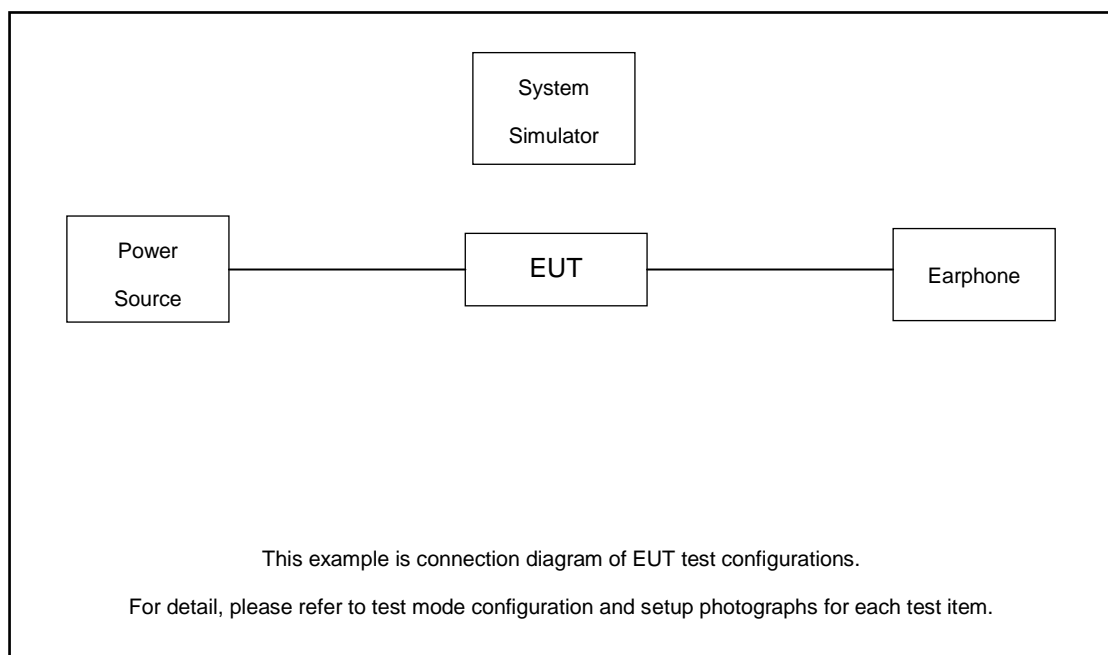 System
Simulator
Power
Source
EUT
Earphone
This example is connection diagram of EUT test configurations.
For detail, please refer to test mode configuration and setup photographs for each test item.